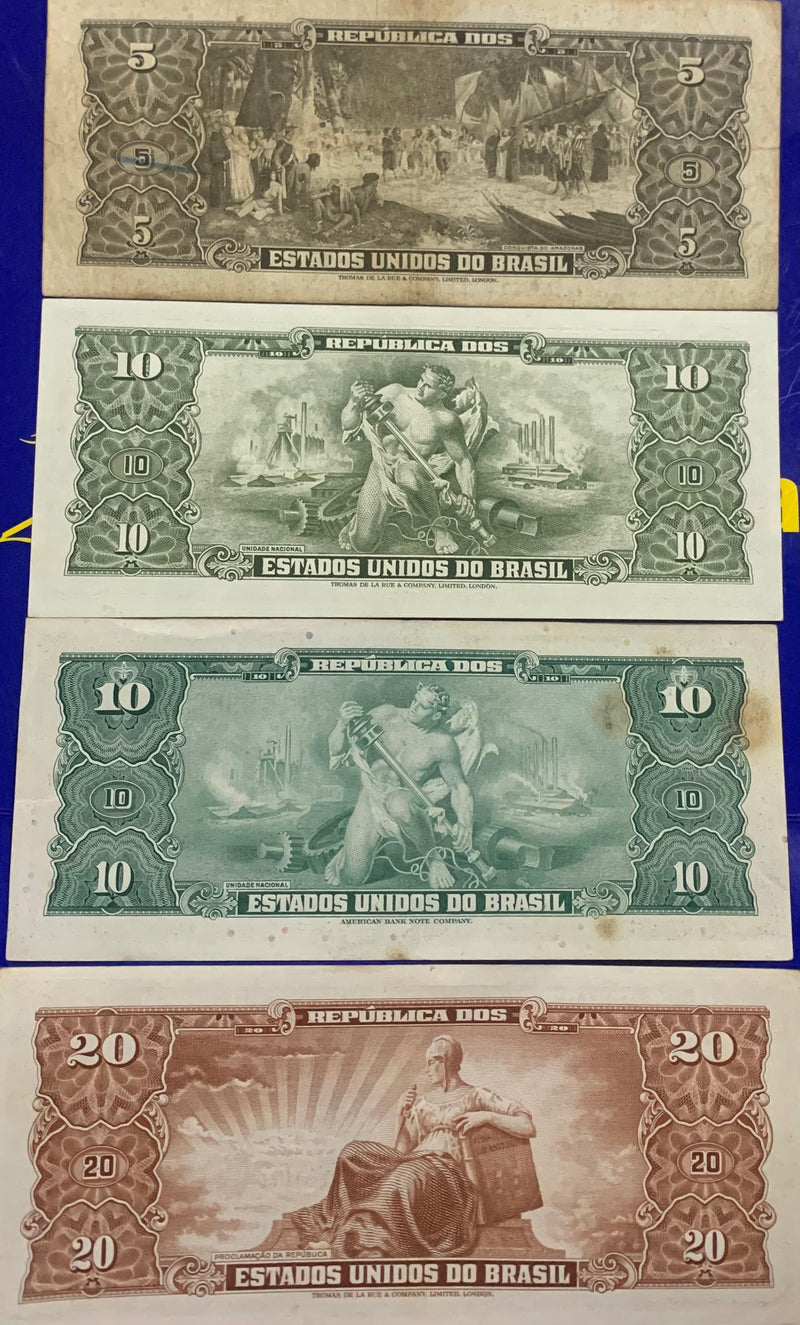 REPÚBLICA DOS
5 5
5 5
5 5
5 5
CONQUISTA DO AMAZONAS
ESTADOS UNIDOS DO BRASIL
THOMAS DE LA RUE & COMPANY, LIMITED, LONDON.
REPÚBLICA DOS
10 10
10 10
10 10
10 10
UNIDADE NACIONAL
ESTADOS UNIDOS DO BRASIL
THOMAS DE LA RUE & COMPANY, LIMITED, LONDON.
REPÚBLICA DOS
10 10
10 10
10 10
10 10
UNIDADE NACIONAL
ESTADOS UNIDOS DO BRASIL
AMERICAN BANK NOTE COMPANY.
REPÚBLICA DOS
20 20
20 20
20 20
20 20
PROCLAMAÇÃO DA REPÚBLICA
ESTADOS UNIDOS DO BRASIL
THOMAS DE LA RUE & COMPANY, LIMITED, LONDON.